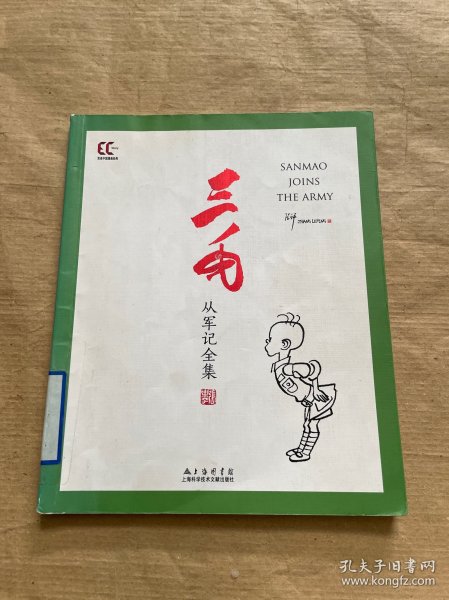 EC
SANMAO
JOINS
THE ARMY
ZHANG LEPING
三毛
从军记全集
上海图书馆
上海科学技术文献出版社
孔夫子旧书网
www.kongfz.com